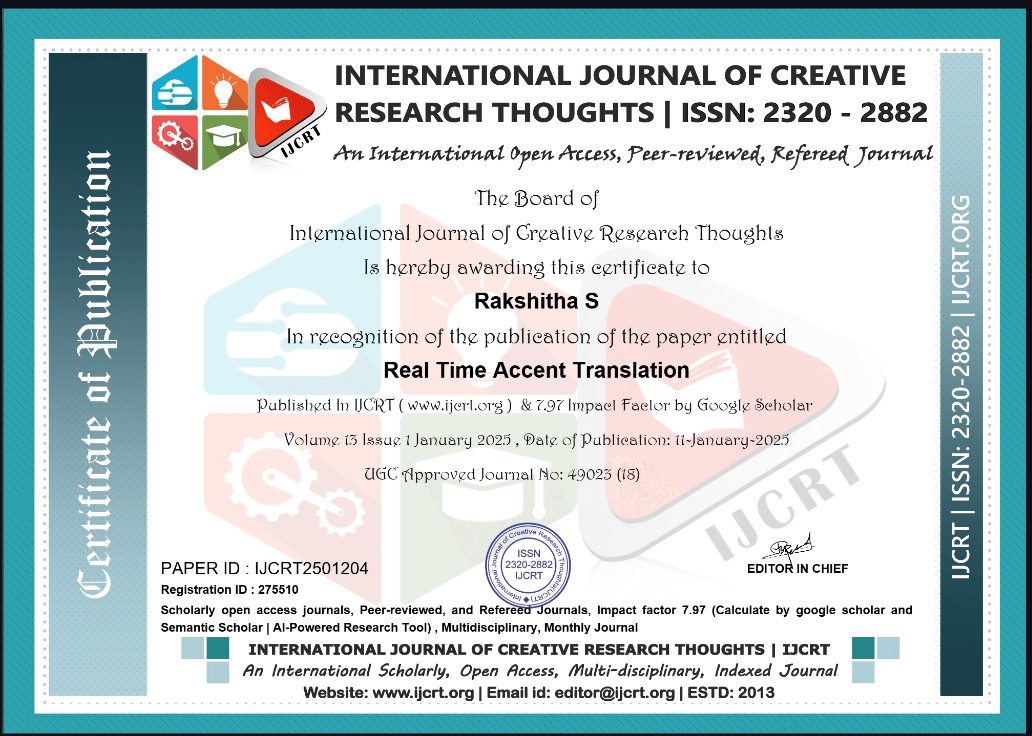 INTERNATIONAL JOURNAL OF CREATIVE
RESEARCH THOUGHTS | ISSN: 2320 - 2882
An International Open Access, Peer-reviewed, Refereed Journal
IJCRT
Certificate of Publication
The Board of
International Journal of Creative Research Thoughts
Is hereby awarding this certificate to
Rakshitha S
In recognition of the publication of the paper entitled
Real Time Accent Translation
Published In IJCRT ( www.ijcrt.org ) & 7.97 Impact Factor by Google Scholar
Volume 13 Issue 1 January 2025 , Date of Publication: 11-January-2025
UGC Approved Journal No: 49023 (18)
IJCRT
IJCRT | ISSN: 2320-2882 | IJCRT.ORG
PAPER ID : IJCRT2501204
Registration ID : 275510
International Journal of Creative Research Thoughts (IJCRT)
ISSN
2320-2882
IJCRT
EDITOR IN CHIEF
Scholarly open access journals, Peer-reviewed, and Refereed Journals, Impact factor 7.97 (Calculate by google scholar and
Semantic Scholar | AI-Powered Research Tool) , Multidisciplinary, Monthly Journal
INTERNATIONAL JOURNAL OF CREATIVE RESEARCH THOUGHTS | IJCRT
An International Scholarly, Open Access, Multi-disciplinary, Indexed Journal
Website: www.ijcrt.org | Email id: editor@ijcrt.org | ESTD: 2013